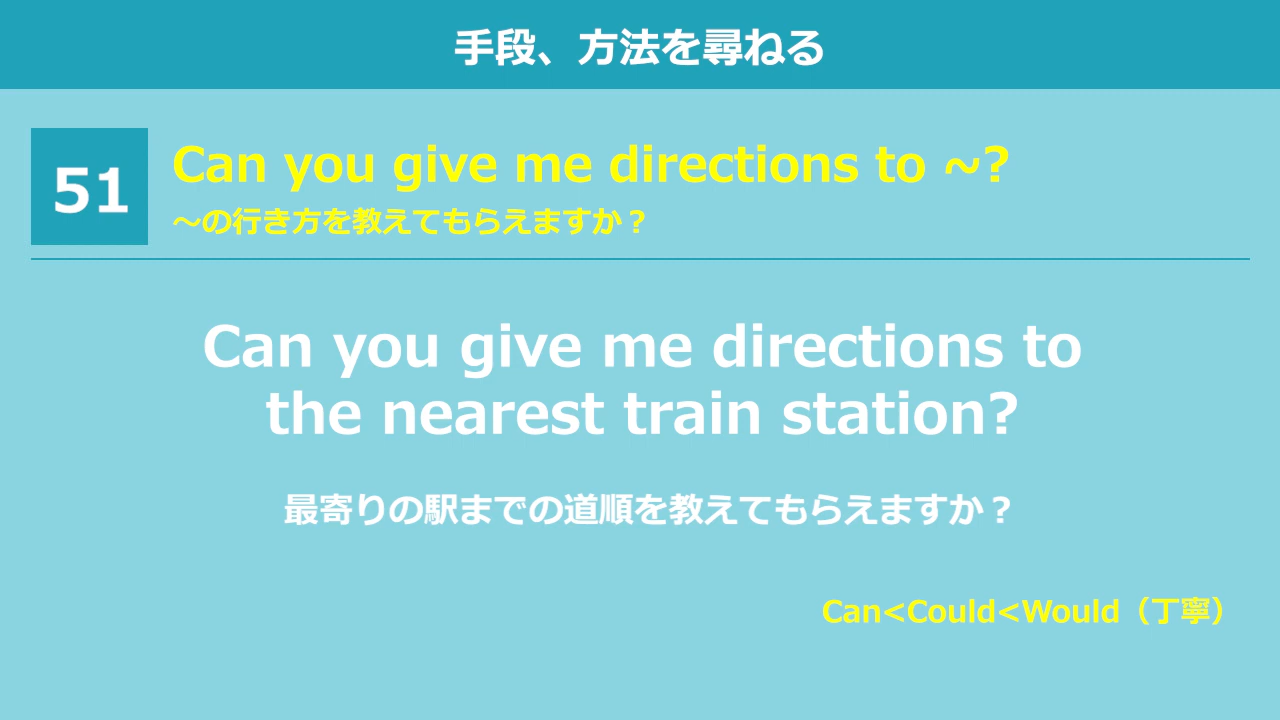 手段、方法を尋ねる
51
Can you give me directions to ~?
～の行き方を教えてもらえますか？
Can you give me directions to
the nearest train station?
最寄りの駅までの道順を教えてもらえますか？
Can<Could<Would（丁寧）